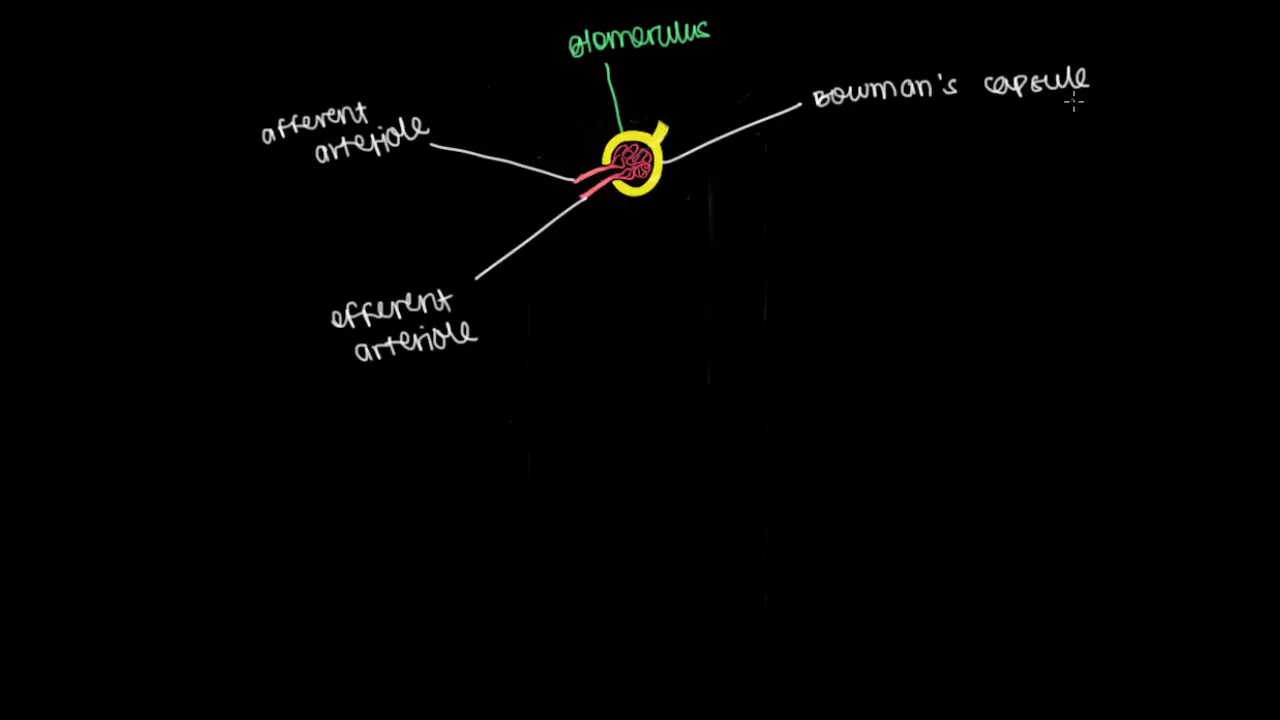 glomerulus
Bowman's capsule
afferent
arteriole
efferent
arteriole